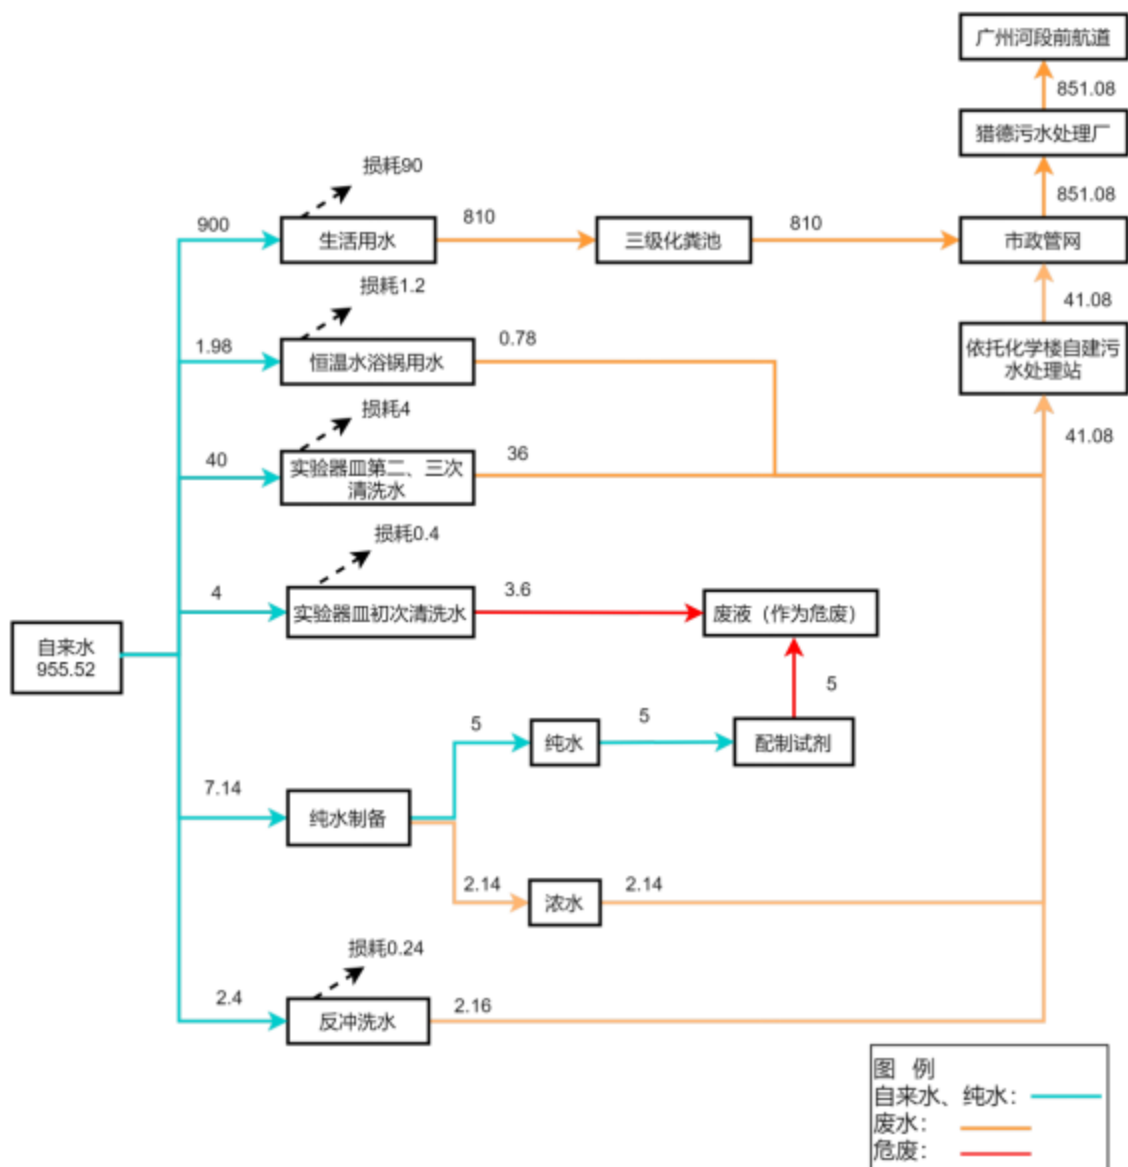 广州河段前航道
851.08
猎德污水处理厂
851.08
损耗90
900
生活用水
810
三级化粪池
810
市政管网
损耗1.2
41.08
1.98
恒温水浴锅用水
0.78
依托化学楼自建污
水处理站
损耗4
41.08
40
实验器皿第二、三次
清洗水
36
损耗0.4
4
实验器皿初次清洗水
3.6
废液（作为危废）
自来水
955.52
5
5
纯水
5
配制试剂
7.14
纯水制备
2.14
浓水
2.14
损耗0.24
2.4
反冲洗水
2.16
图 例
自来水、纯水：
废水：
危废：